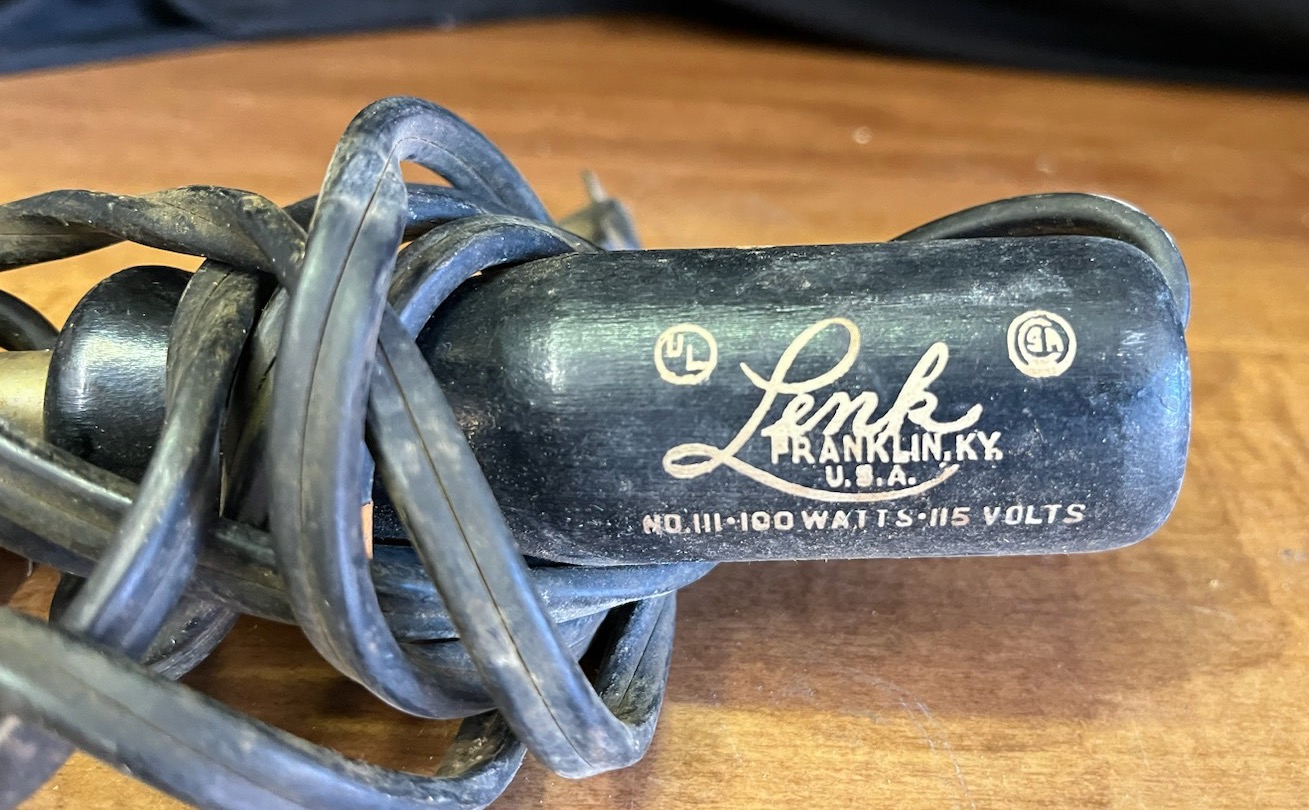 UL
Lenk
FRANKLIN, KY.
U.S.A.
NO. 111·100 WATTS·115 VOLTS